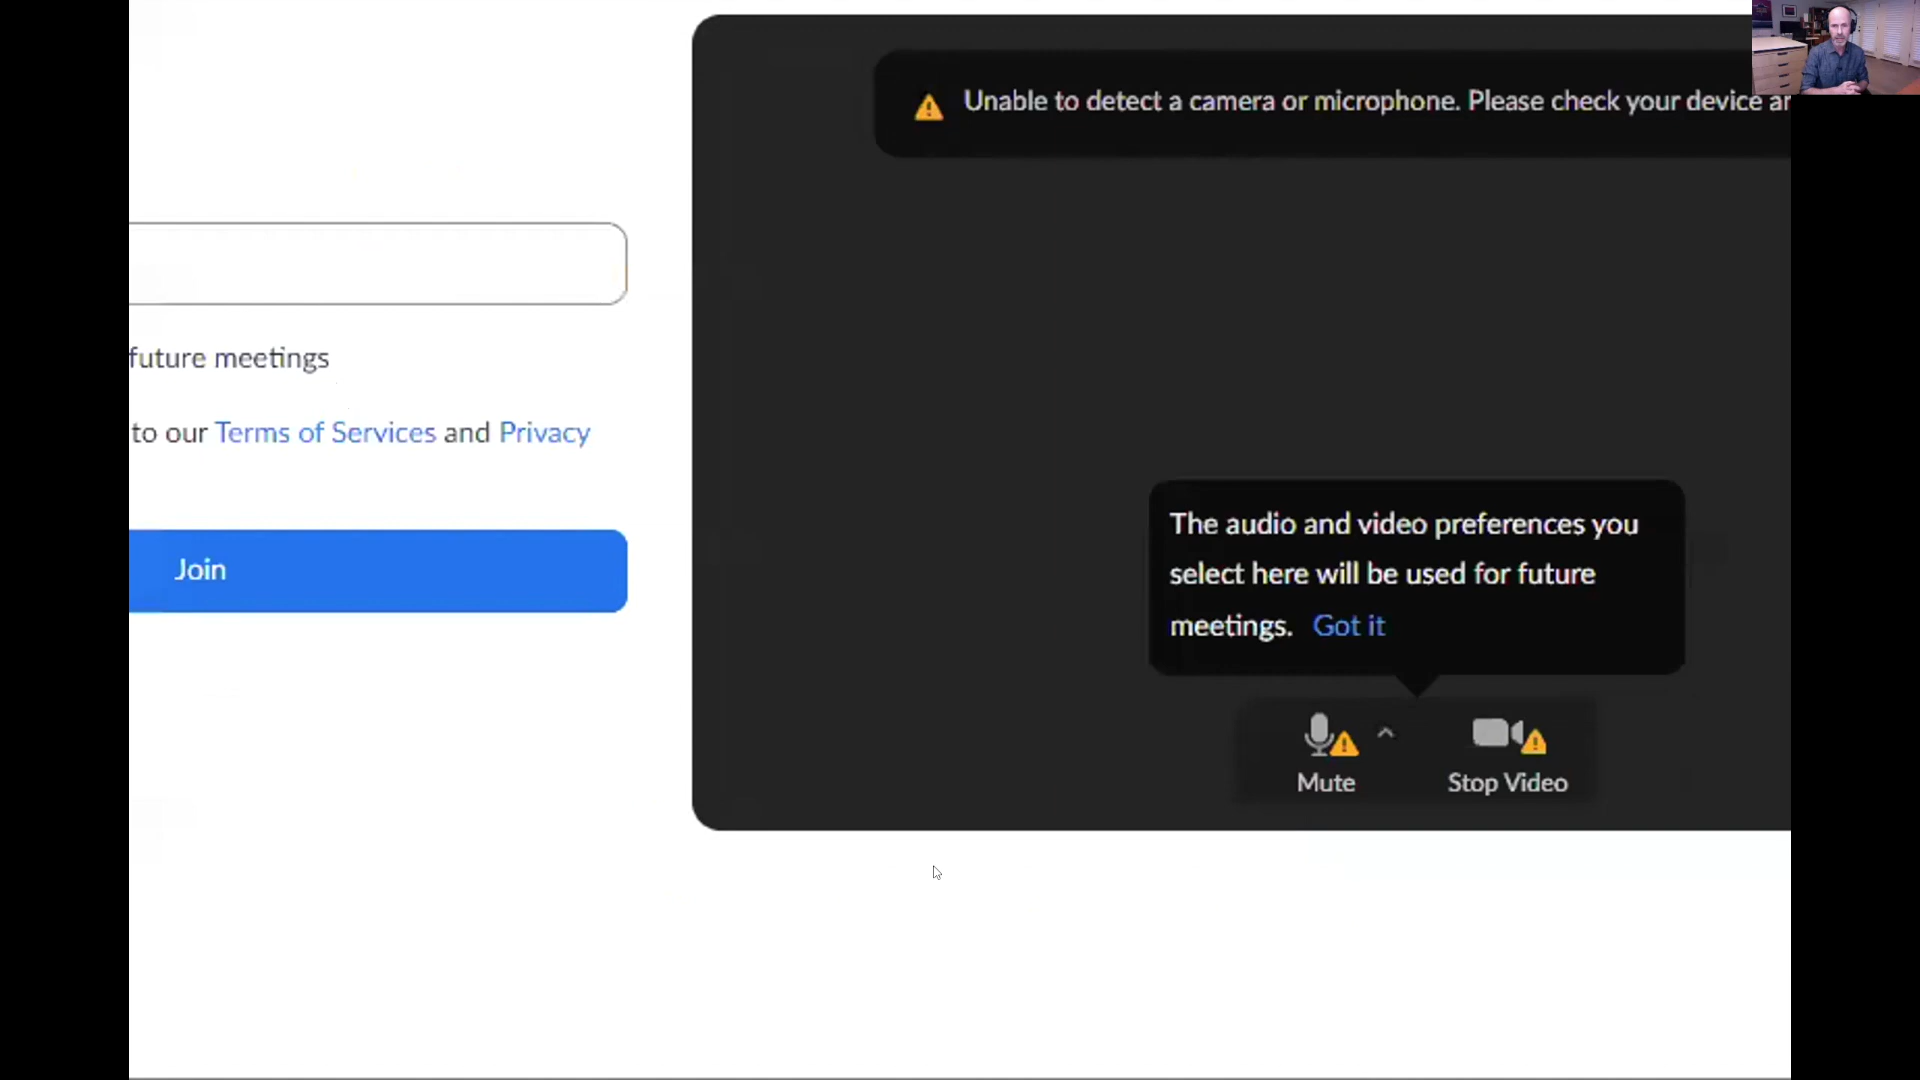 Unable to detect a camera or microphone. Please check your device
future meetings
to our Terms of Services and Privacy
Join
The audio and video preferences you
select here will be used for future
meetings. Got it
Mute
Stop Video